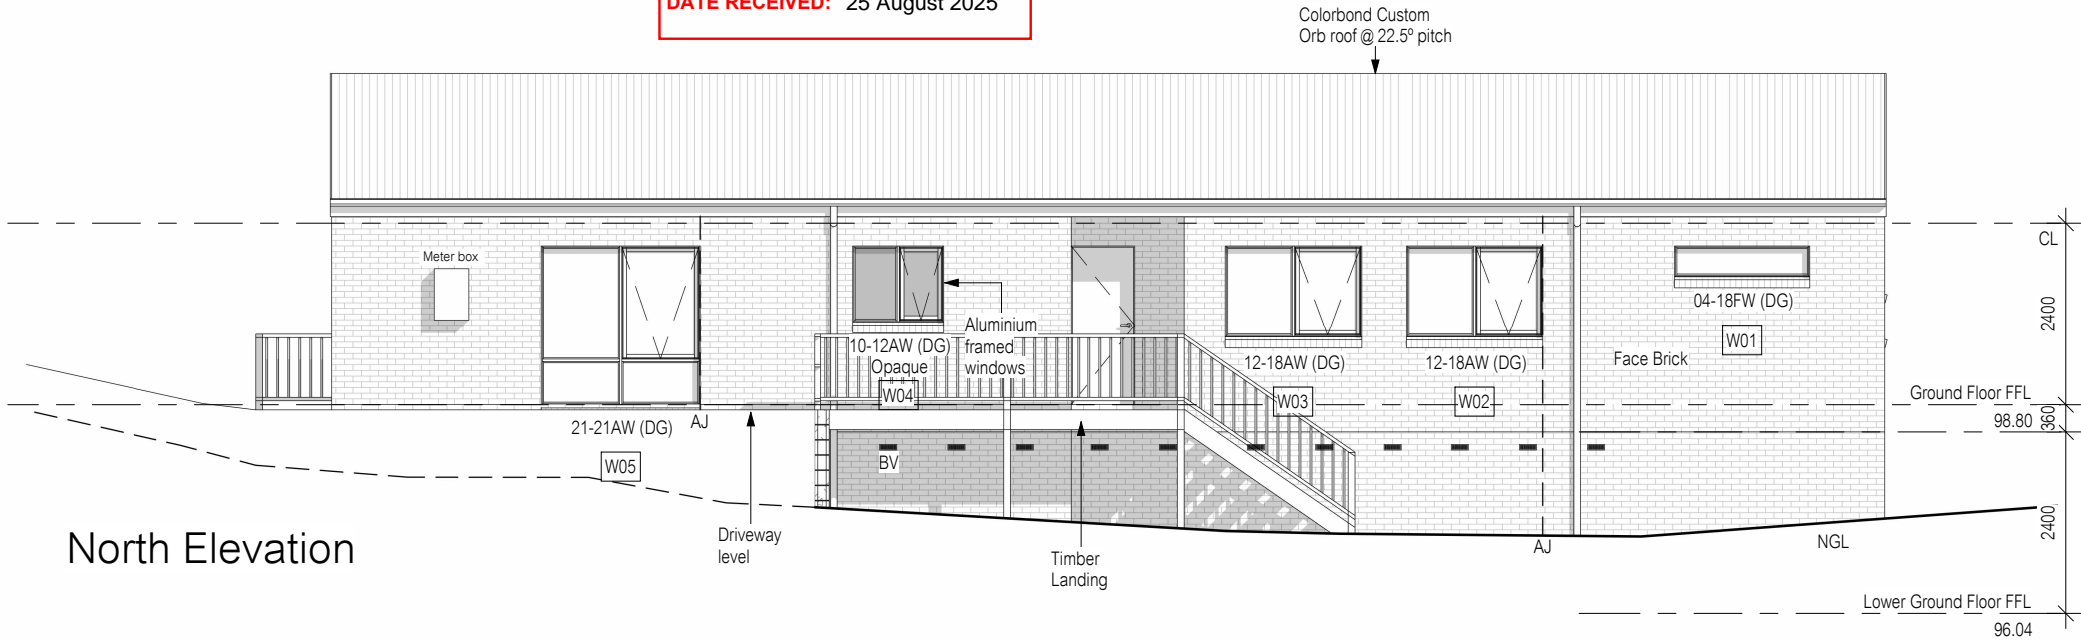 DATE RECEIVED: 25 August 2025
Colorbond Custom
Orb roof @ 22.5º pitch
CL
Meter box
2400
04-18FW (DG)
W01
Aluminium
framed
windows
10-12AW (DG)
Opaque
W04
12-18AW (DG)
W03
12-18AW (DG)
W02
Face Brick
Ground Floor FFL
98.80
360
21-21AW (DG)
AJ
W05
BV
Driveway
level
Timber
Landing
AJ
NGL
2400
North Elevation
Lower Ground Floor FFL
96.04